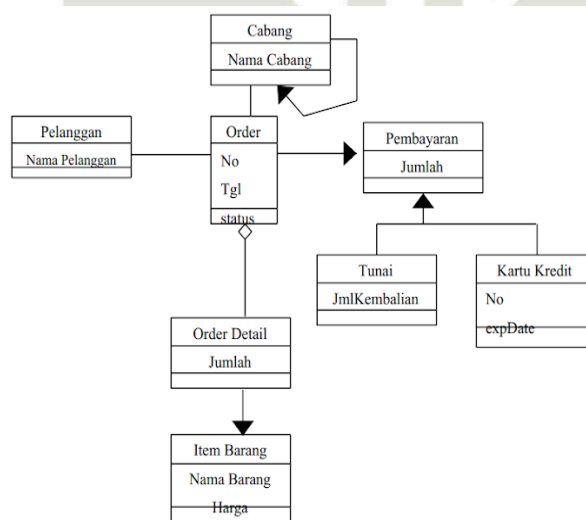 Cabang
Nama Cabang
Pelanggan
Nama Pelanggan
Order
No
Tgl
status
Pembayaran
Jumlah
Tunai
JmlKembalian
Kartu Kredit
No
expDate
Order Detail
Jumlah
Item Barang
Nama Barang
Harga